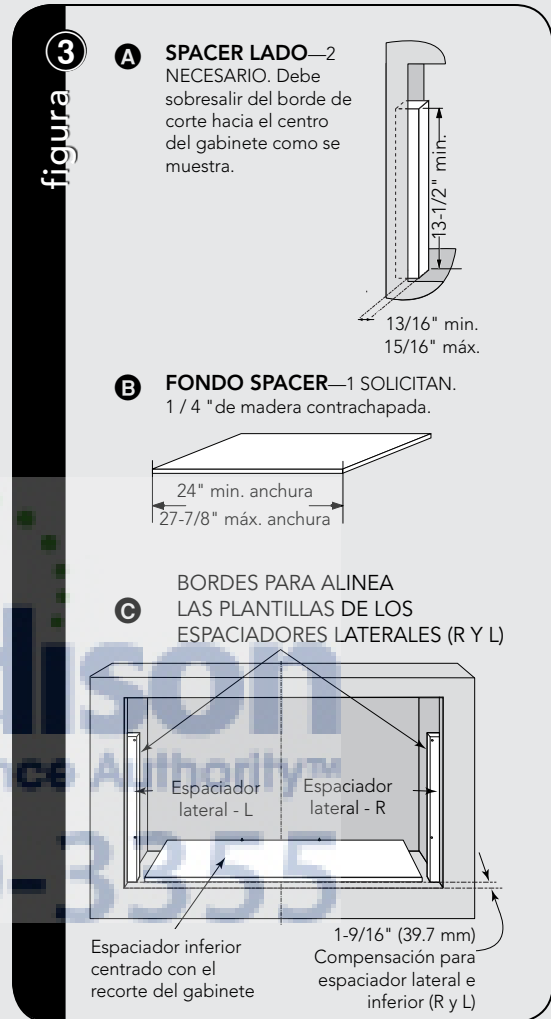 figura 3
A SPACER LADO—2
NECESARIO. Debe
sobresalir del borde de
corte hacia el centro
del gabinete como se
muestra.
13-1/2" min.
13/16" min.
15/16" máx.
B FONDO SPACER—1 SOLICITAN.
1 / 4 "de madera contrachapada.
24" min. anchura
27-7/8" máx. anchura
C BORDES PARA ALINEA
LAS PLANTILLAS DE LOS
ESPACIADORES LATERALES (R Y L)
dison
nce Authority™
Espaciador
lateral - L
Espaciador
lateral - R
-3355
Espaciador inferior
centrado con el
recorte del gabinete
1-9/16" (39.7 mm)
Compensación para
espaciador lateral e
inferior (R y L)